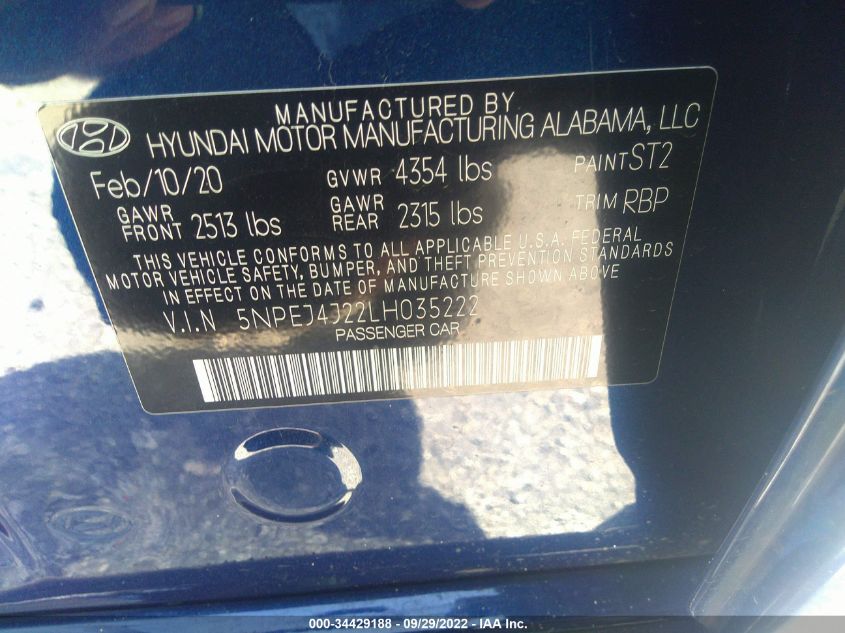 MANUFACTURED BY
HYUNDAI MOTOR MANUFACTURING ALABAMA, LLC
Feb/10/20 GVWR 4354 lbs PAINT ST2
GAWR FRONT 2513 lbs GAWR REAR 2315 lbs TRIM RBP
THIS VEHICLE CONFORMS TO ALL APPLICABLE U.S.A. FEDERAL
MOTOR VEHICLE SAFETY, BUMPER, AND THEFT PREVENTION STANDARDS
IN EFFECT ON THE DATE OF MANUFACTURE SHOWN ABOVE
V.I.N 5NPEJ4J22LH035222
PASSENGER CAR
000-34429188 - 09/29/2022 - IAA Inc.